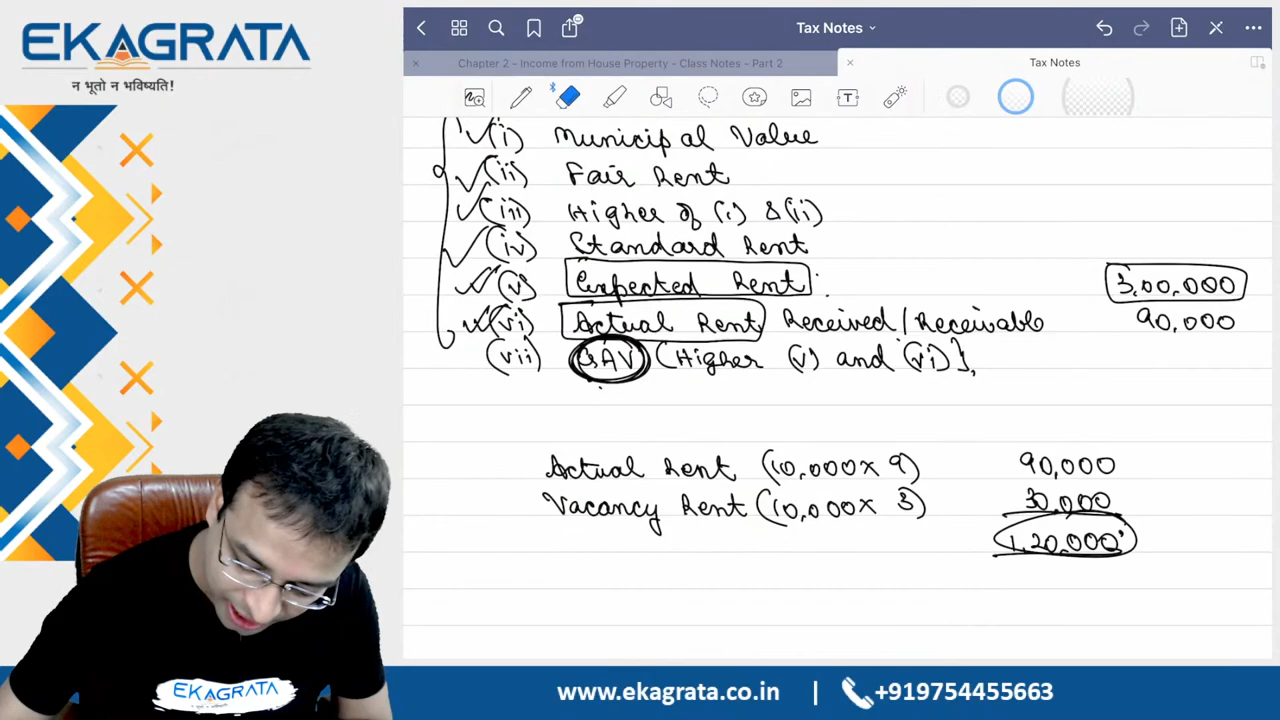 EKAGRATA
न भूतो न भविष्यति!
Tax Notes
Chapter 2 - Income from House Property - Class Notes - Part 2
Tax Notes
(i) Municipal Value
(ii) Fair Rent
(iii) Higher of (i) & (ii)
(iv) Standard Rent
(v) Expected Rent 3,00,000
(vi) Actual Rent Received/Receivable 90,000
(vii) GAV (Higher (v) and (vi)},
Actual Rent (10,000 x 9) 90,000
Vacancy Rent (10,000 x 3) 30,000
1,20,000
EKAGRATA
www.ekagrata.co.in | +919754455663